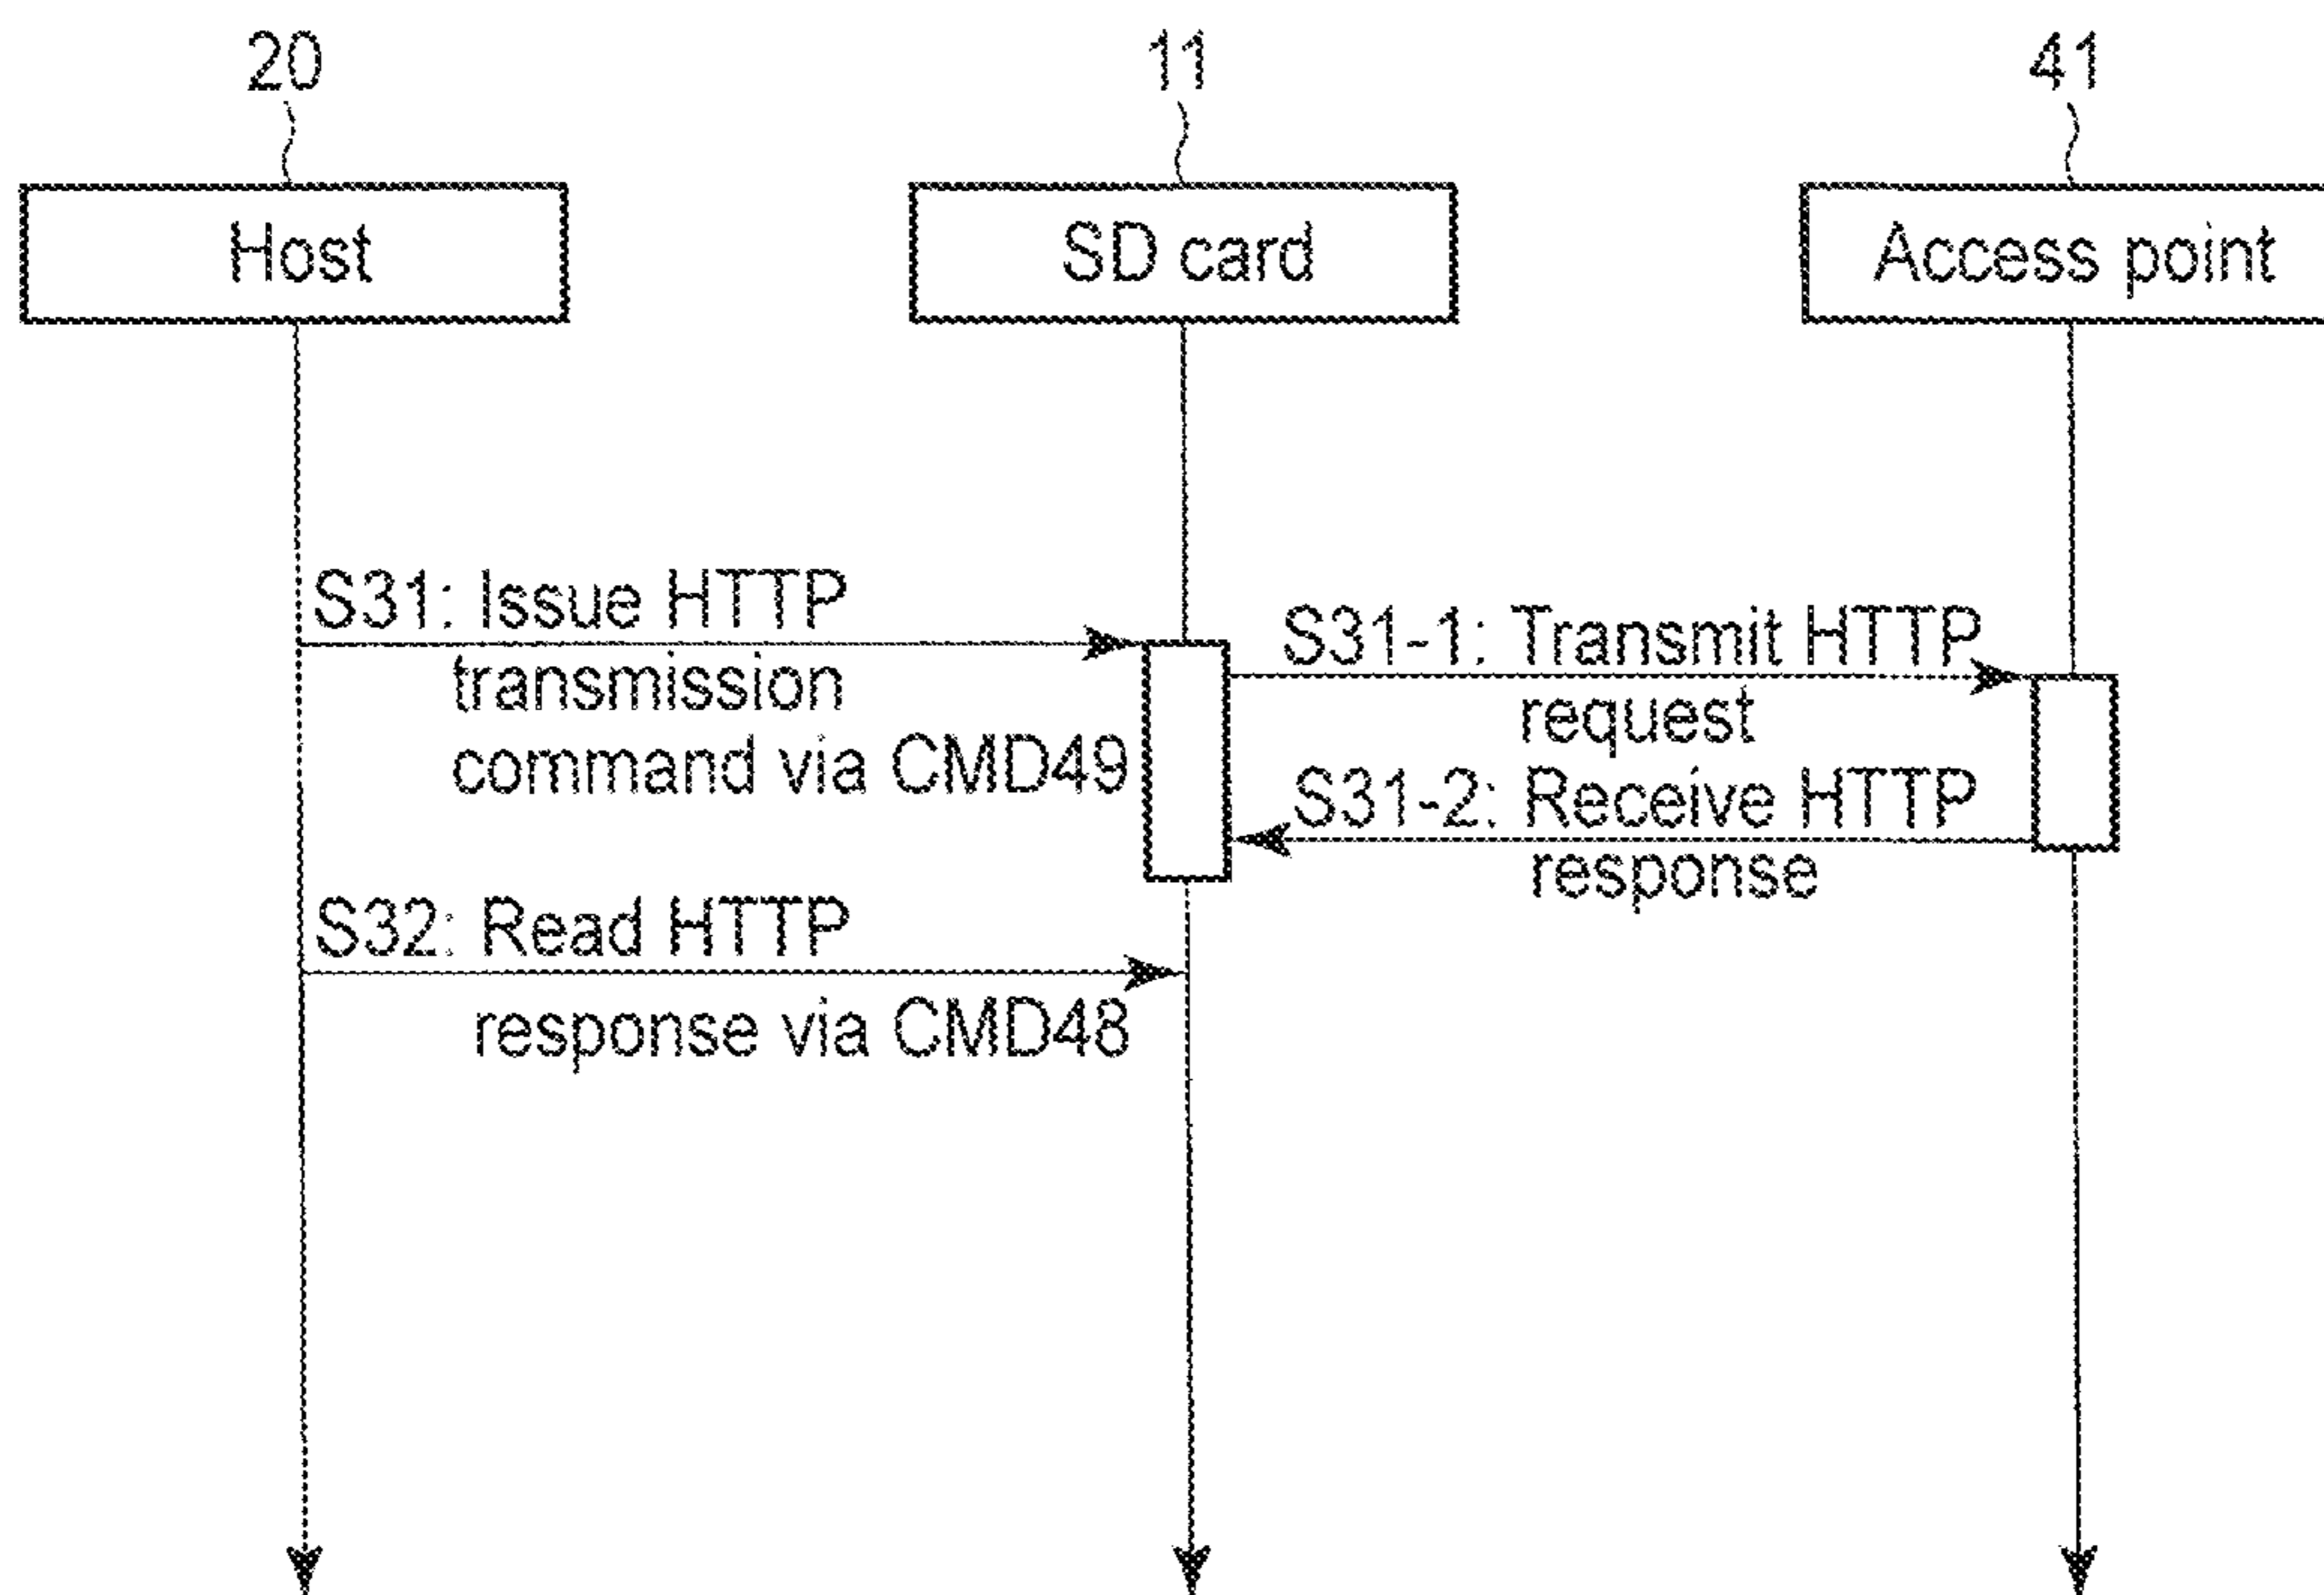 20
11
41
Host
SD card
Access point
S31: Issue HTTP
transmission
command via CMD49
S31-1: Transmit HTTP
request
S31-2: Receive HTTP
response
S32: Read HTTP
response via CMD48